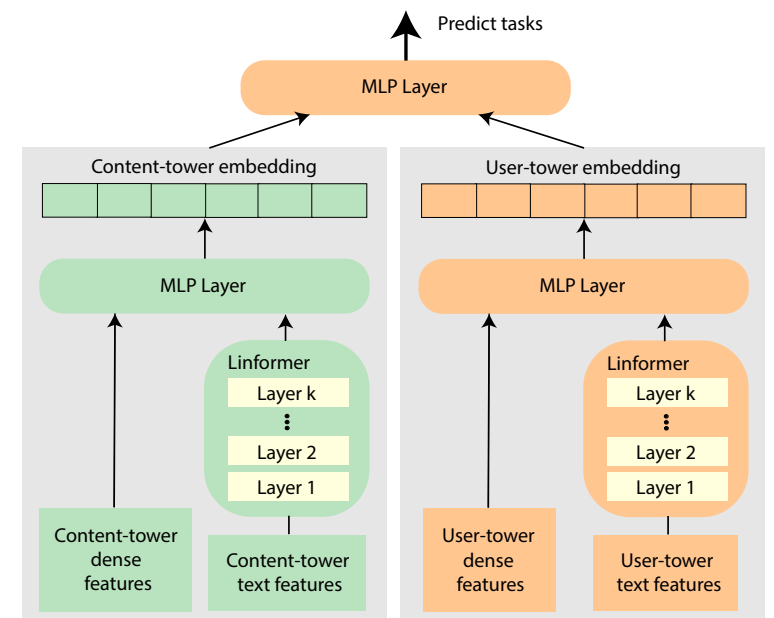 Predict tasks
MLP Layer
Content-tower embedding
MLP Layer
Linformer
Layer k
Layer 2
Layer 1
Content-tower
dense
features
Content-tower
text features
User-tower embedding
MLP Layer
Linformer
Layer k
Layer 2
Layer 1
User-tower
dense
features
User-tower
text features